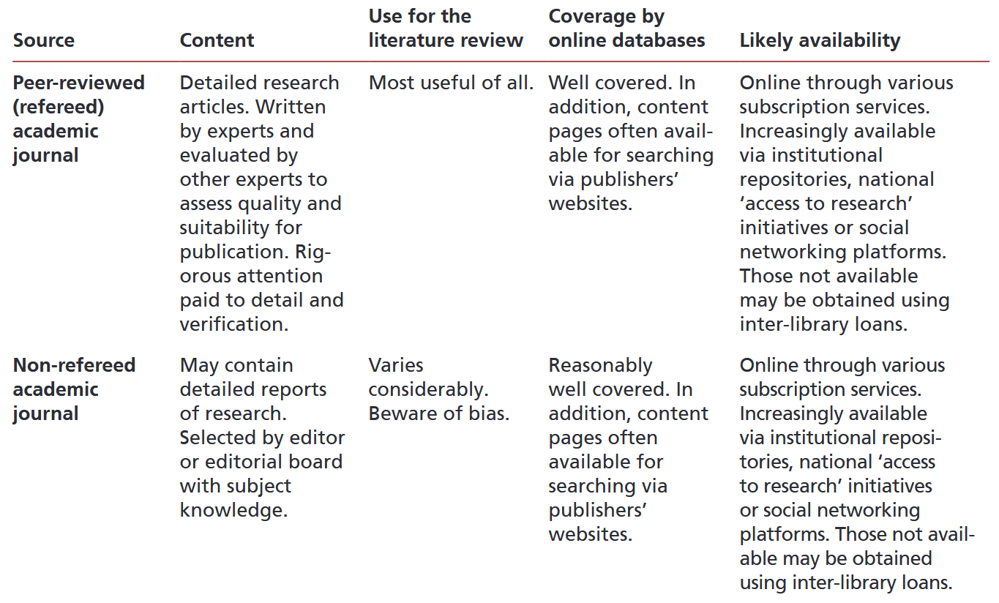 Source
Content
Use for the
literature review
Coverage by
online databases
Likely availability
Peer-reviewed
(refereed)
academic
journal
Detailed research
articles. Written
by experts and
evaluated by
other experts to
assess quality and
suitability for
publication. Rig-
orous attention
paid to detail and
verification.
Most useful of all.
Well covered. In
addition, content
pages often avail-
able for searching
via publishers’
websites.
Online through various
subscription services.
Increasingly available
via institutional
repositories, national
‘access to research’
initiatives or social
networking platforms.
Those not available
may be obtained using
inter-library loans.
Non-refereed
academic
journal
May contain
detailed reports
of research.
Selected by editor
or editorial board
with subject
knowledge.
Varies
considerably.
Beware of bias.
Reasonably
well covered. In
addition, content
pages often
available for
searching via
publishers’
websites.
Online through various
subscription services.
Increasingly available
via institutional reposi-
tories, national ‘access
to research’ initiatives
or social networking
platforms. Those not avail-
able may be obtained
using inter-library loans.